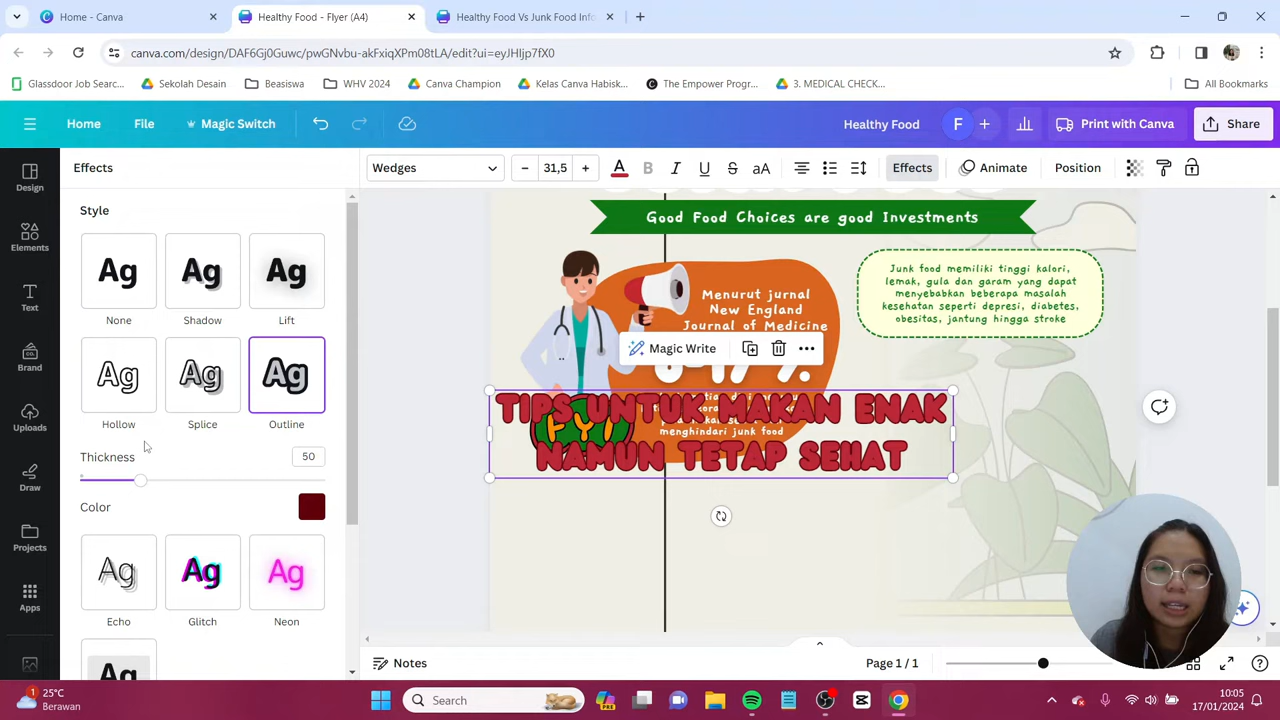 Home - Canva
Healthy Food - Flyer (A4)
Healthy Food Vs Junk Food Info
canva.com/design/DAF6Gj0Guwc/pwGNvbu-akFxiqXPm08tLA/edit?ui=eyJHIjp7fX0
Glassdoor Job Searc...
Sekolah Desain
Beasiswa
WHV 2024
Canva Champion
Kelas Canva Habisk...
The Empower Progr...
3. MEDICAL CHECK...
All Bookmarks
Home
File
Magic Switch
Healthy Food
F
Print with Canva
Share
Design
Elements
Text
Brand
Uploads
Draw
Projects
Apps
Effects
Wedges
31,5
A
B
I
U
S
aA
Effects
Animate
Position
Style
Ag
Ag
Ag
None
Shadow
Lift
Ag
Ag
Ag
Hollow
Splice
Outline
Thickness
50
Color
Ag
Ag
Ag
Echo
Glitch
Neon
Ag
Good Food Choices are good Investments
Menurut jurnal
New England
Journal of Medicine
Junk food memiliki tinggi kalori,
lemak, gula dan garam yang dapat
menyebabkan beberapa masalah
kesehatan seperti depresi, diabetes,
obesitas, jantung hingga stroke
Magic Write
TIPS UNTUK MAKAN ENAK
NAMUN TETAP SEHAT
FYI
menghindari junk food
Notes
Page 1 / 1
1
25°C
Berawan
Search
PRE
10:05
17/01/2024